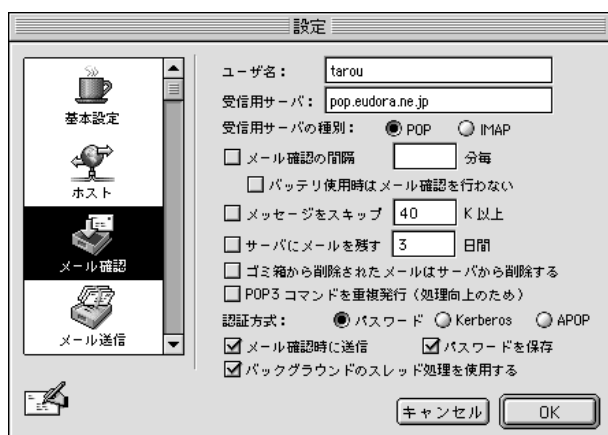 設定
基本設定
ホスト
メール確認
メール送信
ユーザ名： tarou
受信用サーバ： pop.eudora.ne.jp
受信用サーバの種別： POP IMAP
メール確認の間隔 分毎
バッテリ使用時はメール確認を行わない
メッセージをスキップ 40 K 以上
サーバにメールを残す 3 日間
ゴミ箱から削除されたメールはサーバから削除する
POP3 コマンドを重複発行（処理向上のため）
認証方式： パスワード Kerberos APOP
メール確認時に送信 パスワードを保存
バックグラウンドのスレッド処理を使用する
キャンセル OK